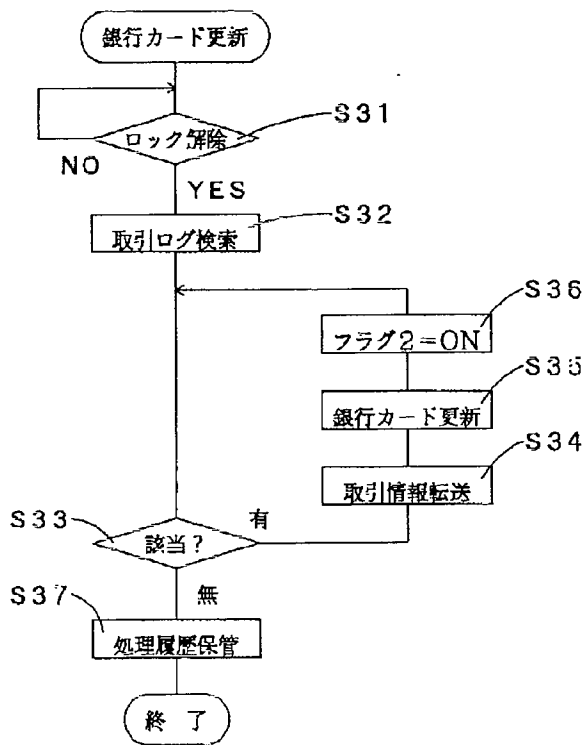 銀行カード更新
S31
ロック解除
NO
YES
S32
取引ログ検索
S36
フラグ2=ON
S35
銀行カード更新
S34
取引情報転送
S33
該当?
有
S37
無
処理履歴保管
終 了